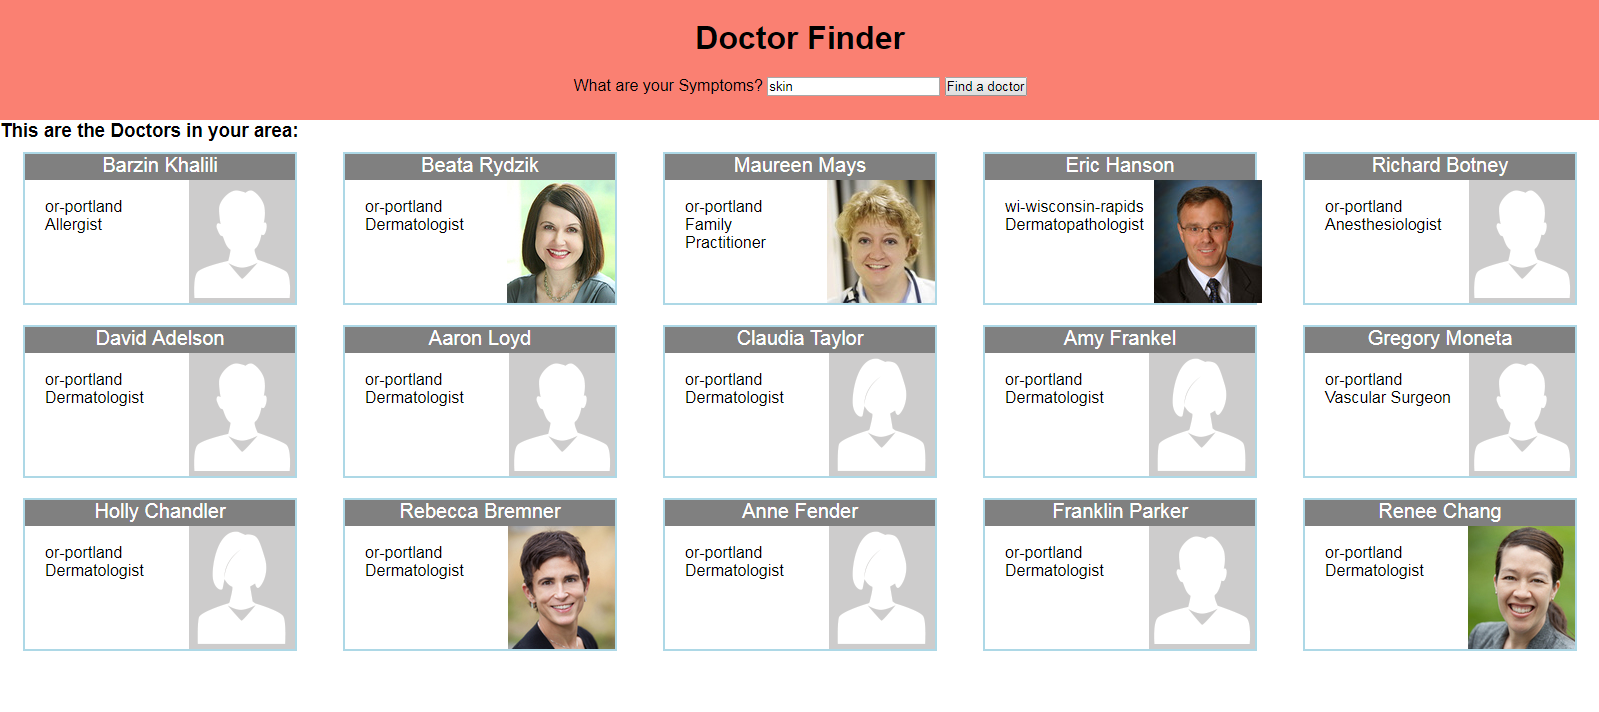 Doctor Finder
What are your Symptoms? skin Find a doctor
This are the Doctors in your area:
Barzin Khalili
or-portland
Allergist
Beata Rydzik
or-portland
Dermatologist
Maureen Mays
or-portland
Family
Practitioner
Eric Hanson
wi-wisconsin-rapids
Dermatopathologist
Richard Botney
or-portland
Anesthesiologist
David Adelson
or-portland
Dermatologist
Aaron Loyd
or-portland
Dermatologist
Claudia Taylor
or-portland
Dermatologist
Amy Frankel
or-portland
Dermatologist
Gregory Moneta
or-portland
Vascular Surgeon
Holly Chandler
or-portland
Dermatologist
Rebecca Bremner
or-portland
Dermatologist
Anne Fender
or-portland
Dermatologist
Franklin Parker
or-portland
Dermatologist
Renee Chang
or-portland
Dermatologist